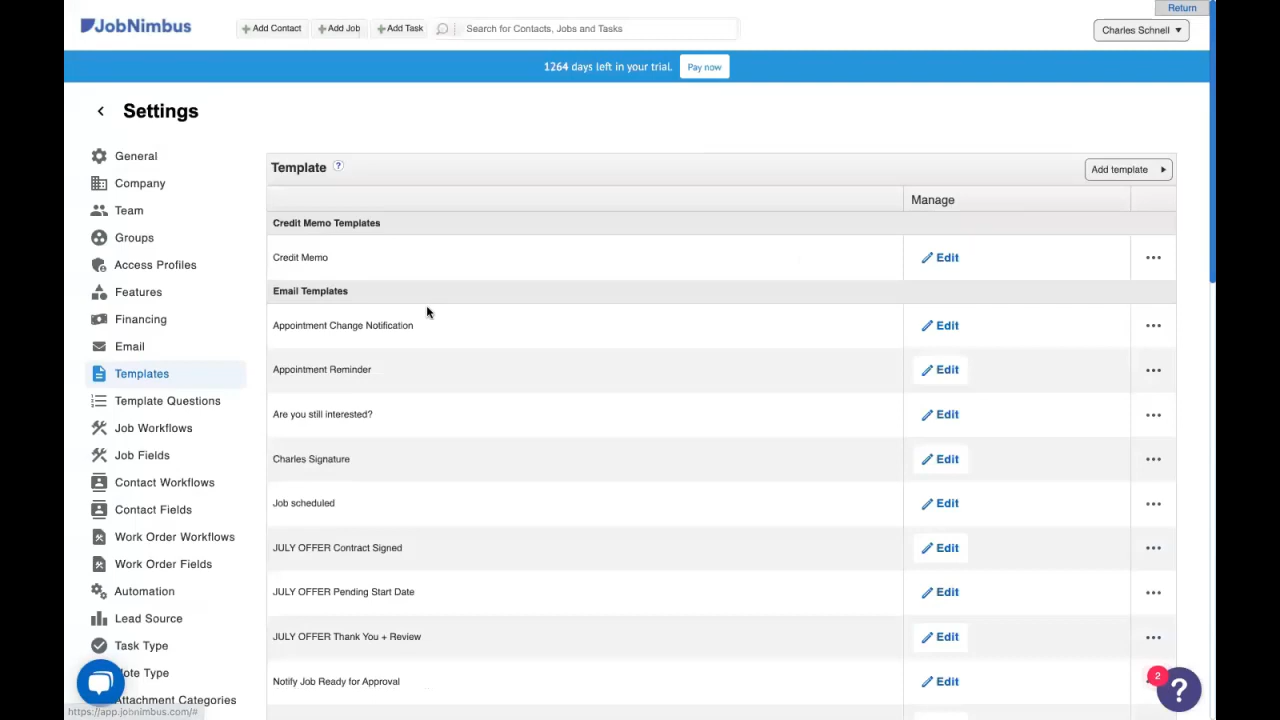 Return
JobNimbus
Add Contact
Add Job
Add Task
Search for Contacts, Jobs and Tasks
Charles Schnell
1264 days left in your trial.
Pay now
Settings
General
Company
Team
Groups
Access Profiles
Features
Financing
Email
Templates
Template Questions
Job Workflows
Job Fields
Contact Workflows
Contact Fields
Work Order Workflows
Work Order Fields
Automation
Lead Source
Task Type
ote Type
Attachment Categories
https://app.jobnimbus.com/#
Template ?
Add template
Manage
Credit Memo Templates
Credit Memo
Edit
Email Templates
Appointment Change Notification
Edit
Appointment Reminder
Edit
Are you still interested?
Edit
Charles Signature
Edit
Job scheduled
Edit
JULY OFFER Contract Signed
Edit
JULY OFFER Pending Start Date
Edit
JULY OFFER Thank You + Review
Edit
Notify Job Ready for Approval
Edit
2
?